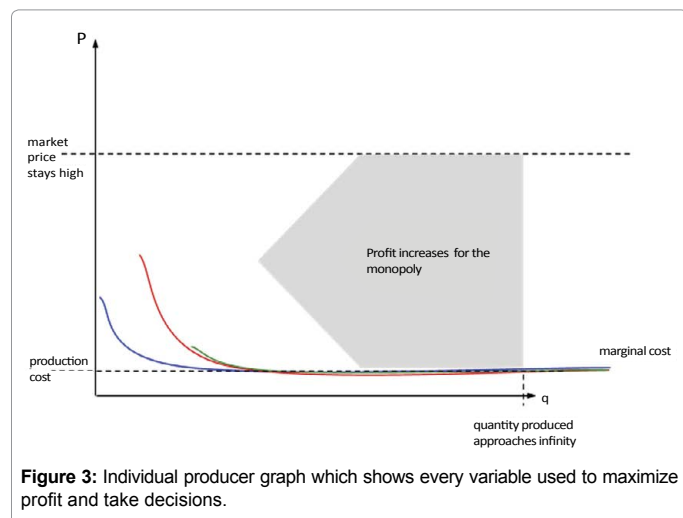 P
market
price
stays high
Profit increases for the
monopoly
production
cost
marginal cost
q
quantity produced
approaches infinity
Figure 3: Individual producer graph which shows every variable used to maximize
profit and take decisions.